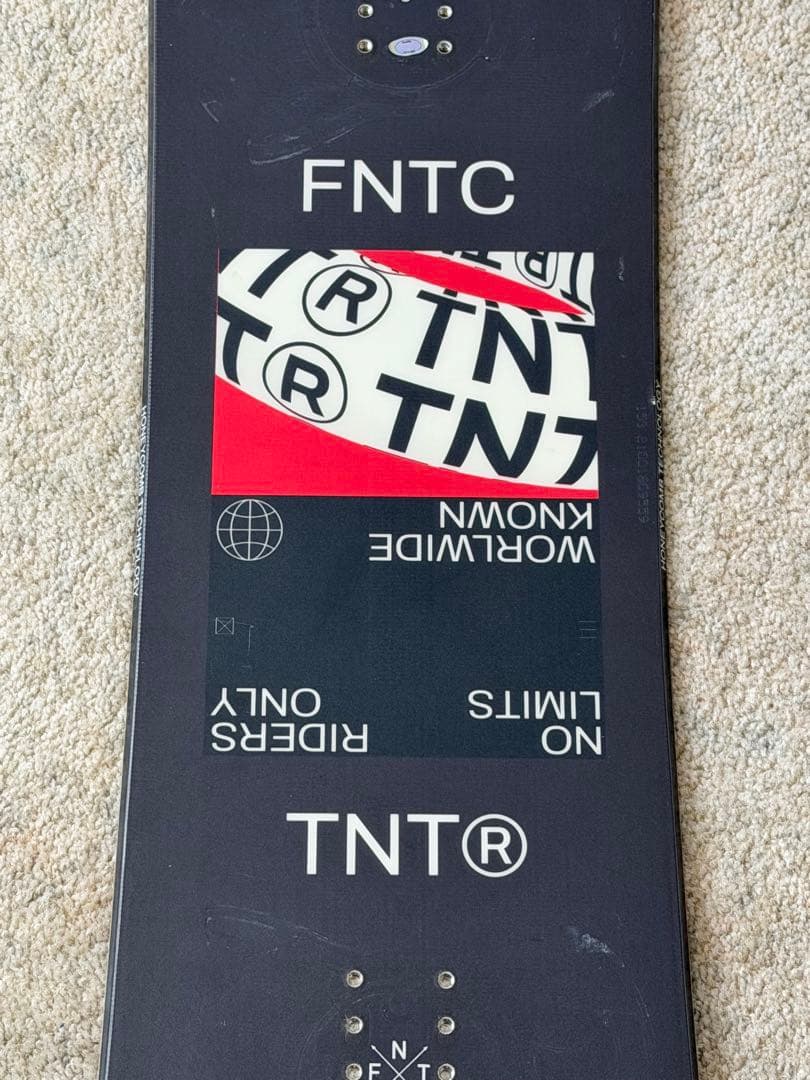 FNTC
T R TNT
T R TNT
WORLWIDE
KNOWN
NO
LIMITS
RIDERS
ONLY
TNT®
N
F T